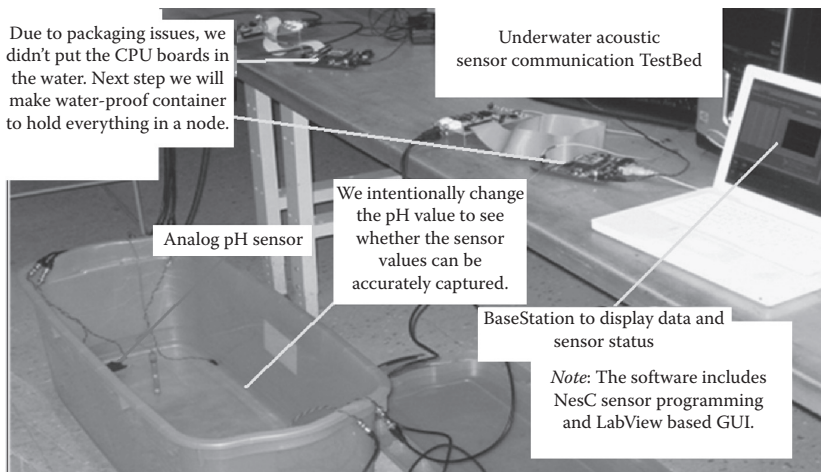 Due to packaging issues, we
didn't put the CPU boards in
the water. Next step we will
make water-proof container
to hold everything in a node.
Underwater acoustic
sensor communication TestBed
We intentionally change
the pH value to see
whether the sensor
values can be
accurately captured.
Analog pH sensor
BaseStation to display data and
sensor status
Note: The software includes
NesC sensor programming
and LabView based GUI.